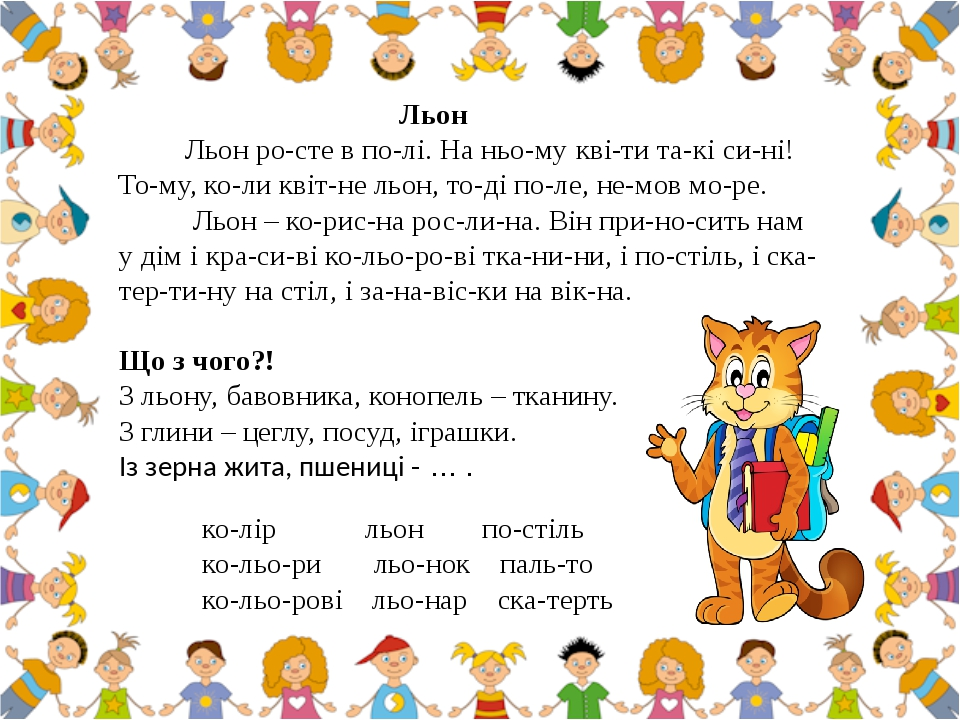 Льон
Льон ро-сте в по-лі. На ньо-му кві-ти та-кі си-ні!
То-му, ко-ли квіт-не льон, то-ді по-ле, не-мов мо-ре.
Льон – ко-рис-на рос-ли-на. Він при-но-сить нам
у дім і кра-си-ві ко-льо-ро-ві тка-ни-ни, і по-стіль, і ска-
тер-ти-ну на стіл, і за-на-віс-ки на вік-на.
Що з чого?!
З льону, бавовника, конопель – тканину.
З глини – цеглу, посуд, іграшки.
Із зерна жита, пшениці - … .
ко-лір льон по-стіль
ко-льо-ри льо-нок паль-то
ко-льо-рові льо-нар ска-терть